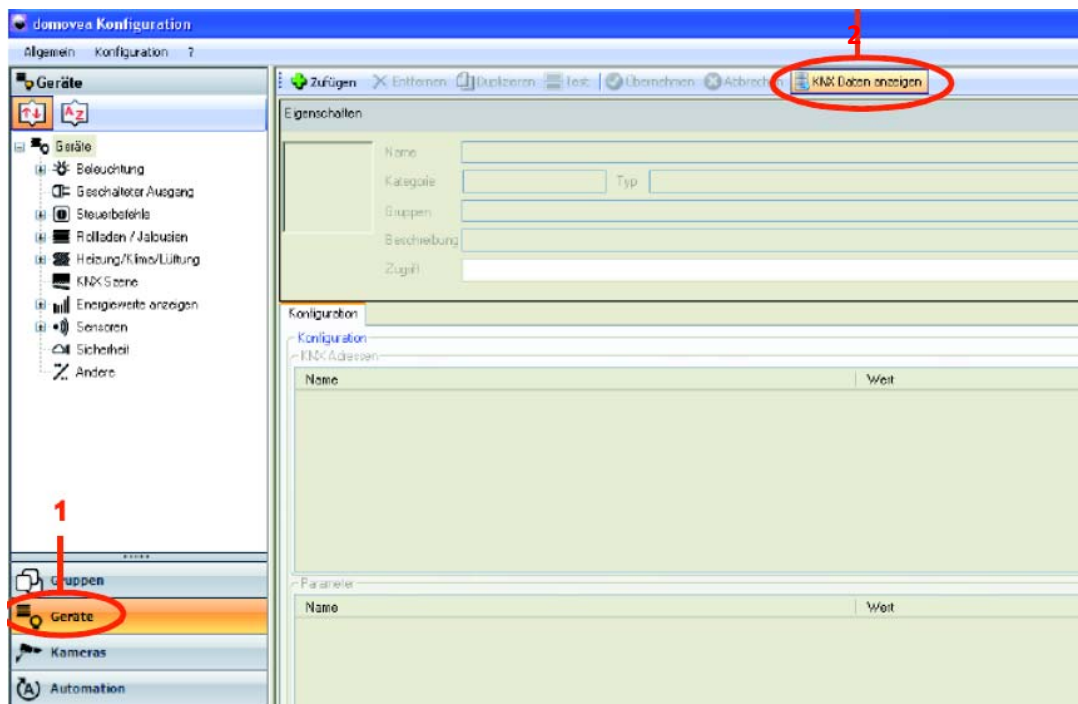 domovea Konfiguration
Allgemein Konfiguration ?
2
Geräte
Zufügen Entfernen Duplizieren Test Übernehmen Abbrechen KNX Daten anzeigen
Eigenschaften
Geräte
Beleuchtung
Geschalteter Ausgang
Steuerbefehle
Rolladen / Jalousien
Heizung/Klima/Lüftung
KNX Szene
Energiewerte anzeigen
Sensoren
Sicherheit
Andere
Name
Kategorie Typ
Gruppen
Beschreibung
Zugriff
Konfiguration
Konfiguration
KNX Adressen
Name Wert
1
Gruppen
Geräte
Kameras
Automation
Parameter
Name Wert